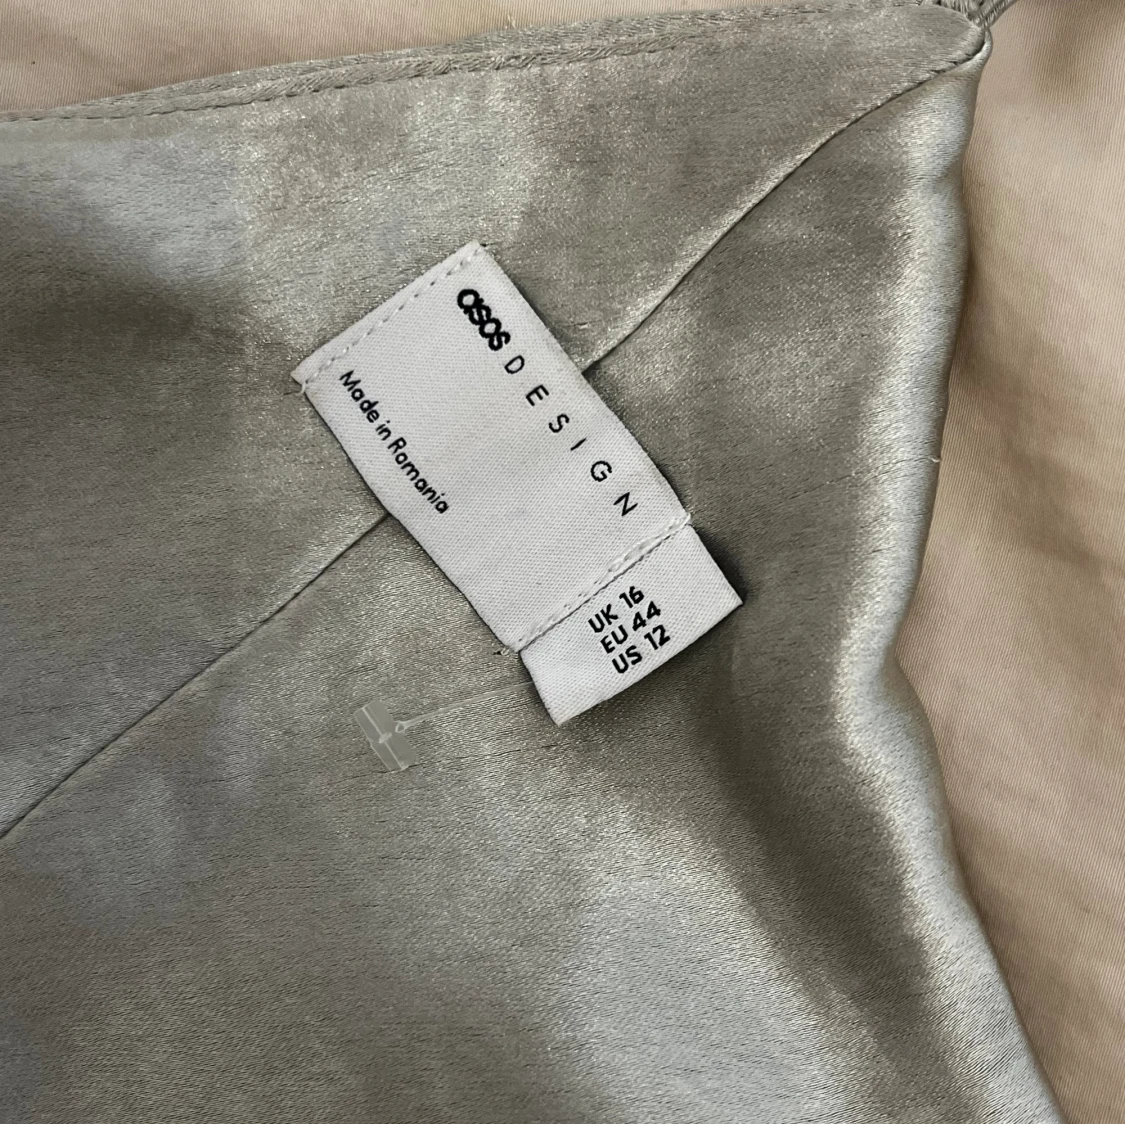 asos DESIGN
Made in Romania
UK 16
EU 44
US 12